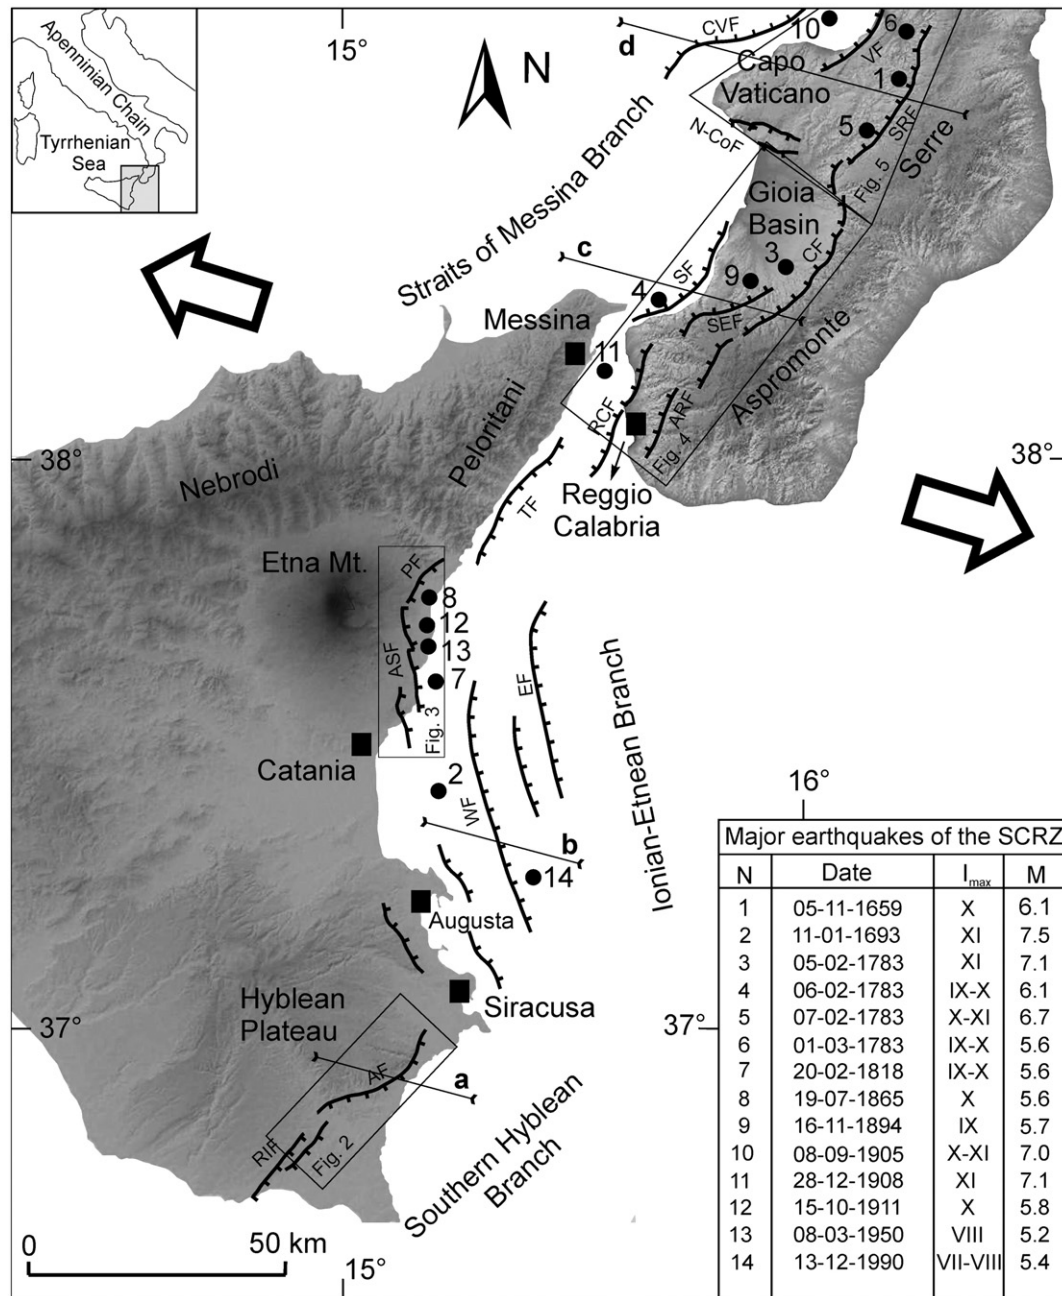 Apenninian Chain
Tyrrhenian
Sea
15°
N
CVF
d
10
6
VF
Capo
Vaticano
1
5
SRF
N-CoF
Serre
Fig. 5
Straits of Messina Branch
Gioia
Basin
c
3
CF
SF
9
4
SEF
Messina
11
Aspromonte
RCF
ARF
Fig. 4
Peloritani
38°
38°
Nebrodi
Reggio
Calabria
TF
Etna Mt.
PF
8
12
13
ASF
7
EF
Fig. 3
Ionian-Etnean Branch
Catania
2
WF
b
14
Augusta
Siracusa
Hyblean
Plateau
37°
37°
AF
a
RIF
Fig. 2
Southern Hyblean
Branch
0 50 km
15°
16°
Major earthquakes of the SCRZ
N Date Imax M
1 05-11-1659 X 6.1
2 11-01-1693 XI 7.5
3 05-02-1783 XI 7.1
4 06-02-1783 IX-X 6.1
5 07-02-1783 X-XI 6.7
6 01-03-1783 IX-X 5.6
7 20-02-1818 IX-X 5.6
8 19-07-1865 X 5.6
9 16-11-1894 IX 5.7
10 08-09-1905 X-XI 7.0
11 28-12-1908 XI 7.1
12 15-10-1911 X 5.8
13 08-03-1950 VIII 5.2
14 13-12-1990 VII-VIII 5.4